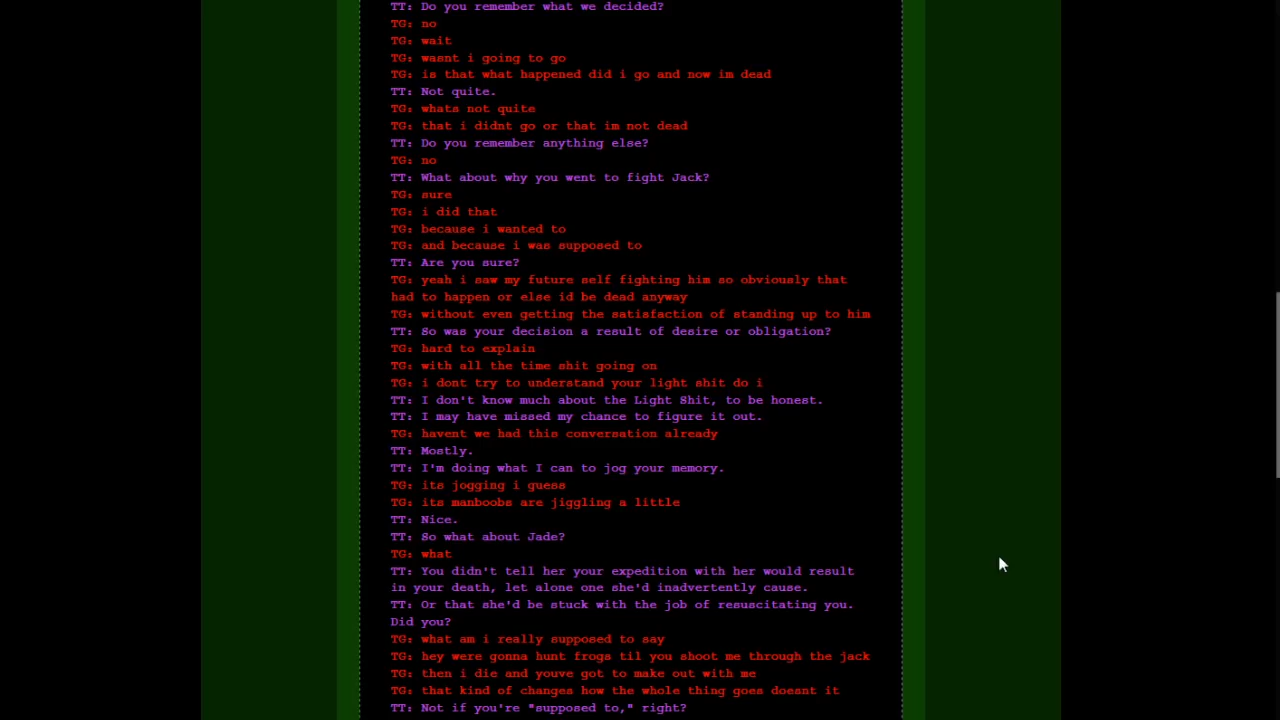 TT: Do you remember what we decided?
TG: no
TG: wait
TG: wasnt i going to go
TG: is that what happened did i go and now im dead
TT: Not quite.
TG: whats not quite
TG: that i didnt go or that im not dead
TT: Do you remember anything else?
TG: no
TT: What about why you went to fight Jack?
TG: sure
TG: i did that
TG: because i wanted to
TG: and because i was supposed to
TT: Are you sure?
TG: yeah i saw my future self fighting him so obviously that
had to happen or else id be dead anyway
TG: without even getting the satisfaction of standing up to him
TT: So was your decision a result of desire or obligation?
TG: hard to explain
TG: with all the time shit going on
TG: i dont try to understand your light shit do i
TT: I don't know much about the Light Shit, to be honest.
TT: I may have missed my chance to figure it out.
TG: havent we had this conversation already
TT: Mostly.
TT: I'm doing what I can to jog your memory.
TG: its jogging i guess
TG: its manboobs are jiggling a little
TT: Nice.
TT: So what about Jade?
TG: what
TT: You didn't tell her your expedition with her would result
in your death, let alone one she'd inadvertently cause.
TT: Or that she'd be stuck with the job of resuscitating you.
Did you?
TG: what am i really supposed to say
TG: hey were gonna hunt frogs til you shoot me through the jack
TG: then i die and youve got to make out with me
TG: that kind of changes how the whole thing goes doesnt it
TT: Not if you're "supposed to," right?